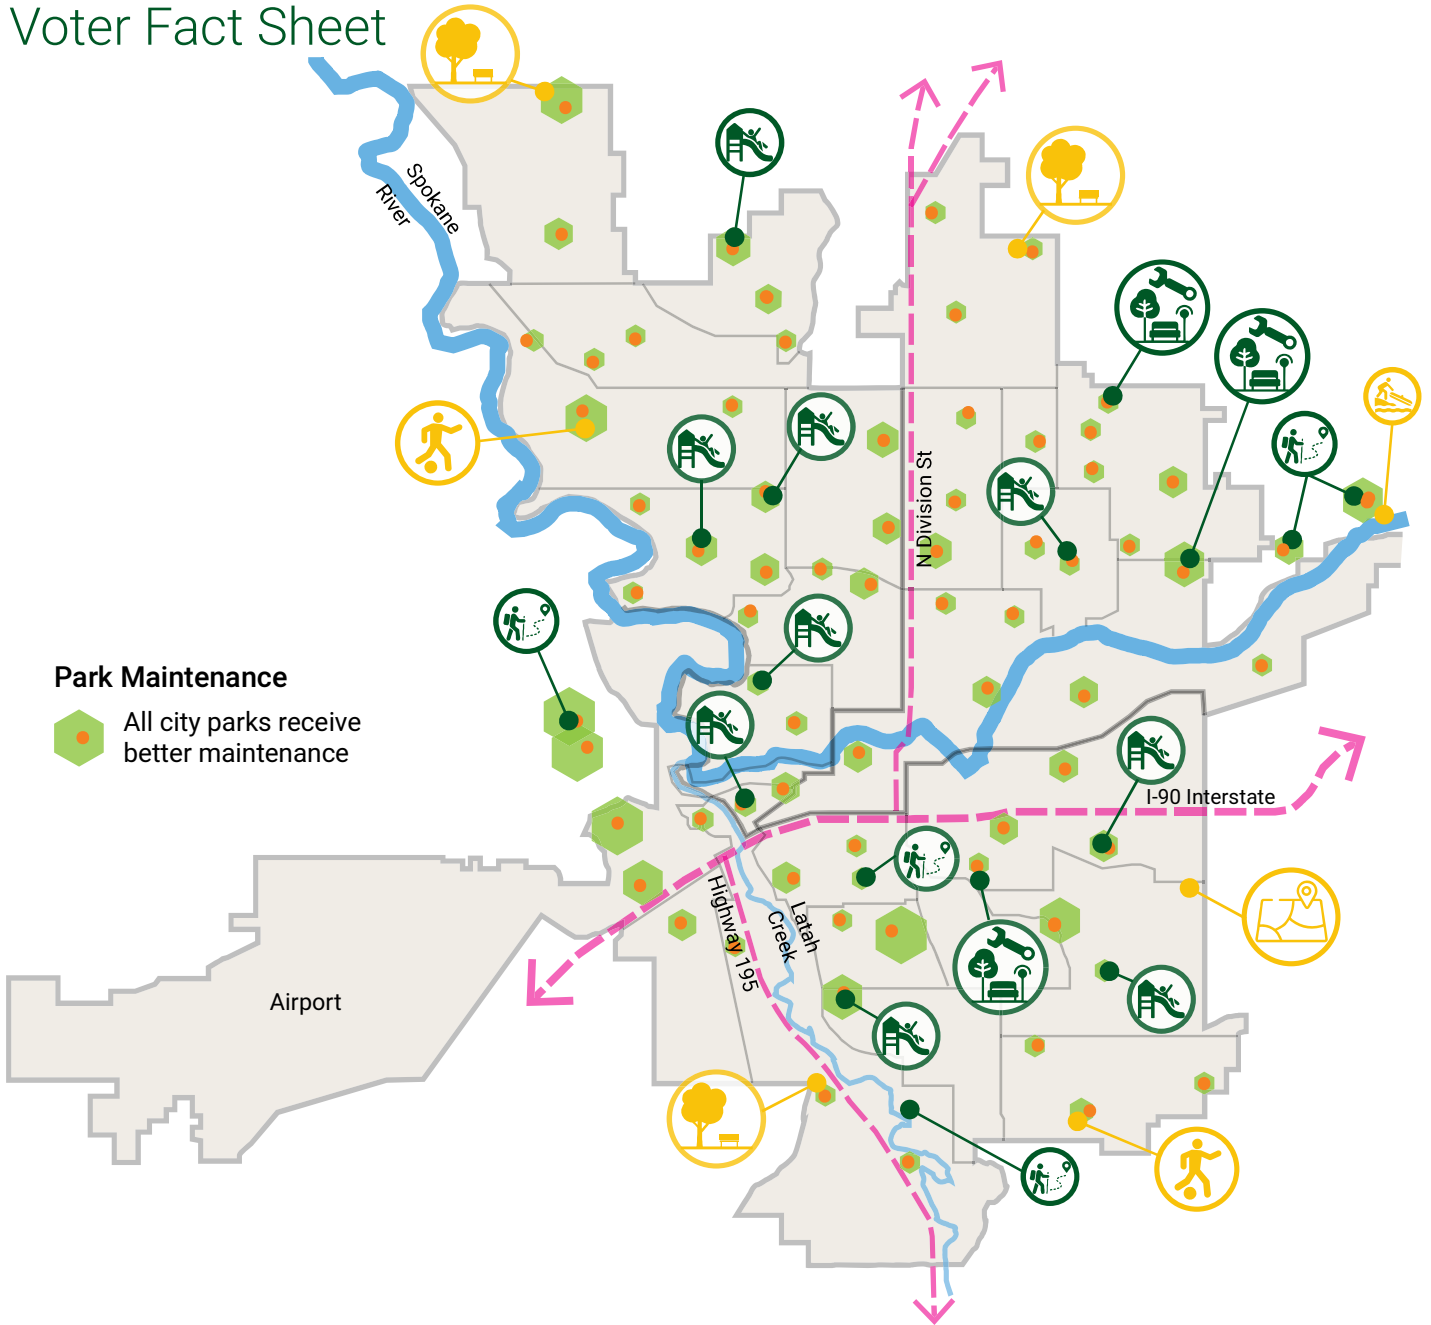 Voter Fact Sheet
Spokane
River
N Division St
Park Maintenance
All city parks receive
better maintenance
I-90 Interstate
Highway 195
Latah
Creek
Airport